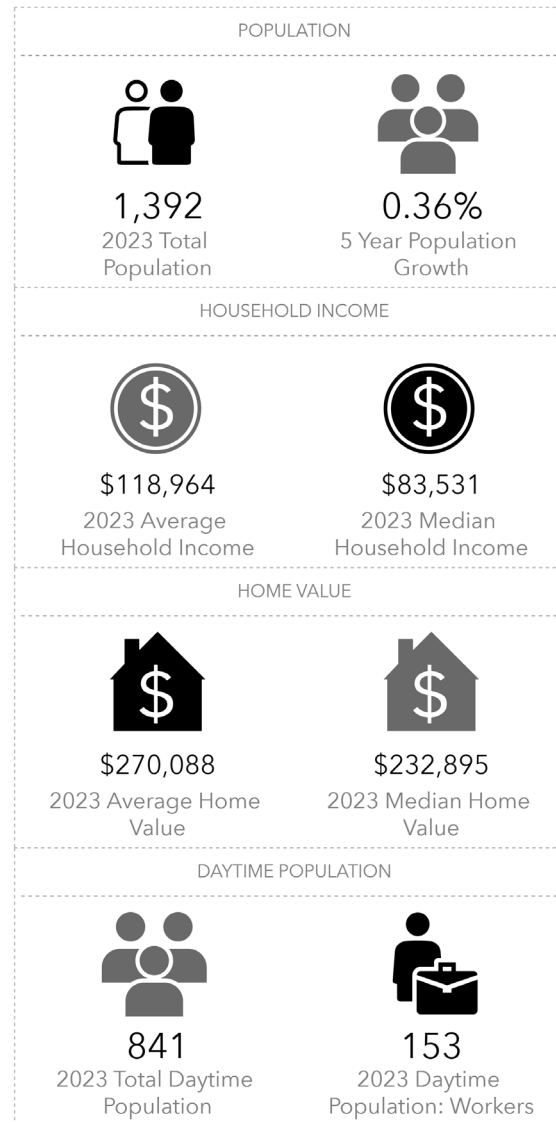 POPULATION
1,392
2023 Total
Population
0.36%
5 Year Population
Growth
HOUSEHOLD INCOME
$
$118,964
2023 Average
Household Income
$
$83,531
2023 Median
Household Income
HOME VALUE
$
$270,088
2023 Average Home
Value
$
$232,895
2023 Median Home
Value
DAYTIME POPULATION
841
2023 Total Daytime
Population
153
2023 Daytime
Population: Workers